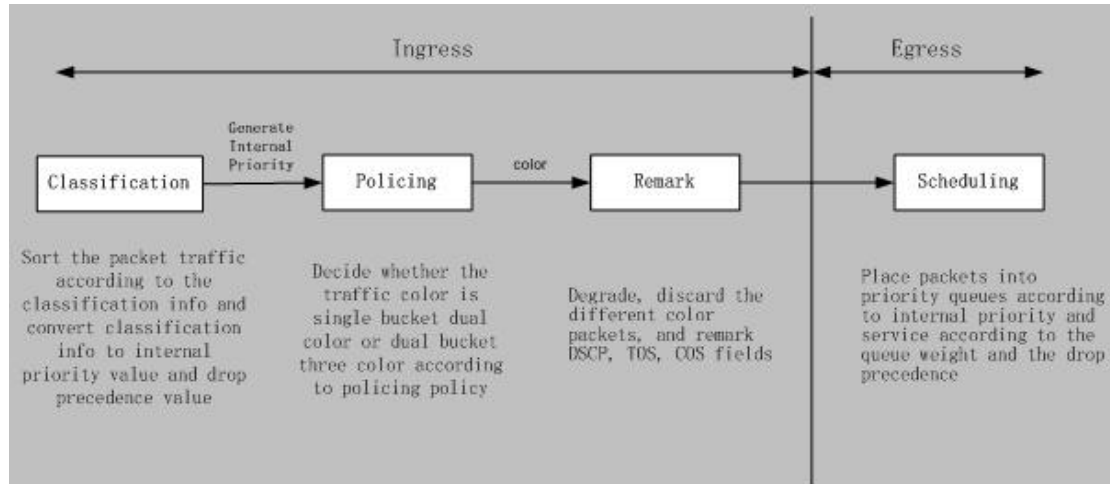 Ingress
Egress
Generate
Internal
Priority
color
Classification
Policing
Remark
Scheduling
Sort the packet traffic
according to the
classification info and
convert classification
info to internal
priority value and drop
precedence value
Decide whether the
traffic color is
single bucket dual
color or dual bucket
three color according
to policing policy
Degrade, discard the
different color
packets, and remark
DSCP, TOS, COS fields
Place packets into
priority queues according
to internal priority and
service according to the
queue weight and the drop
precedence